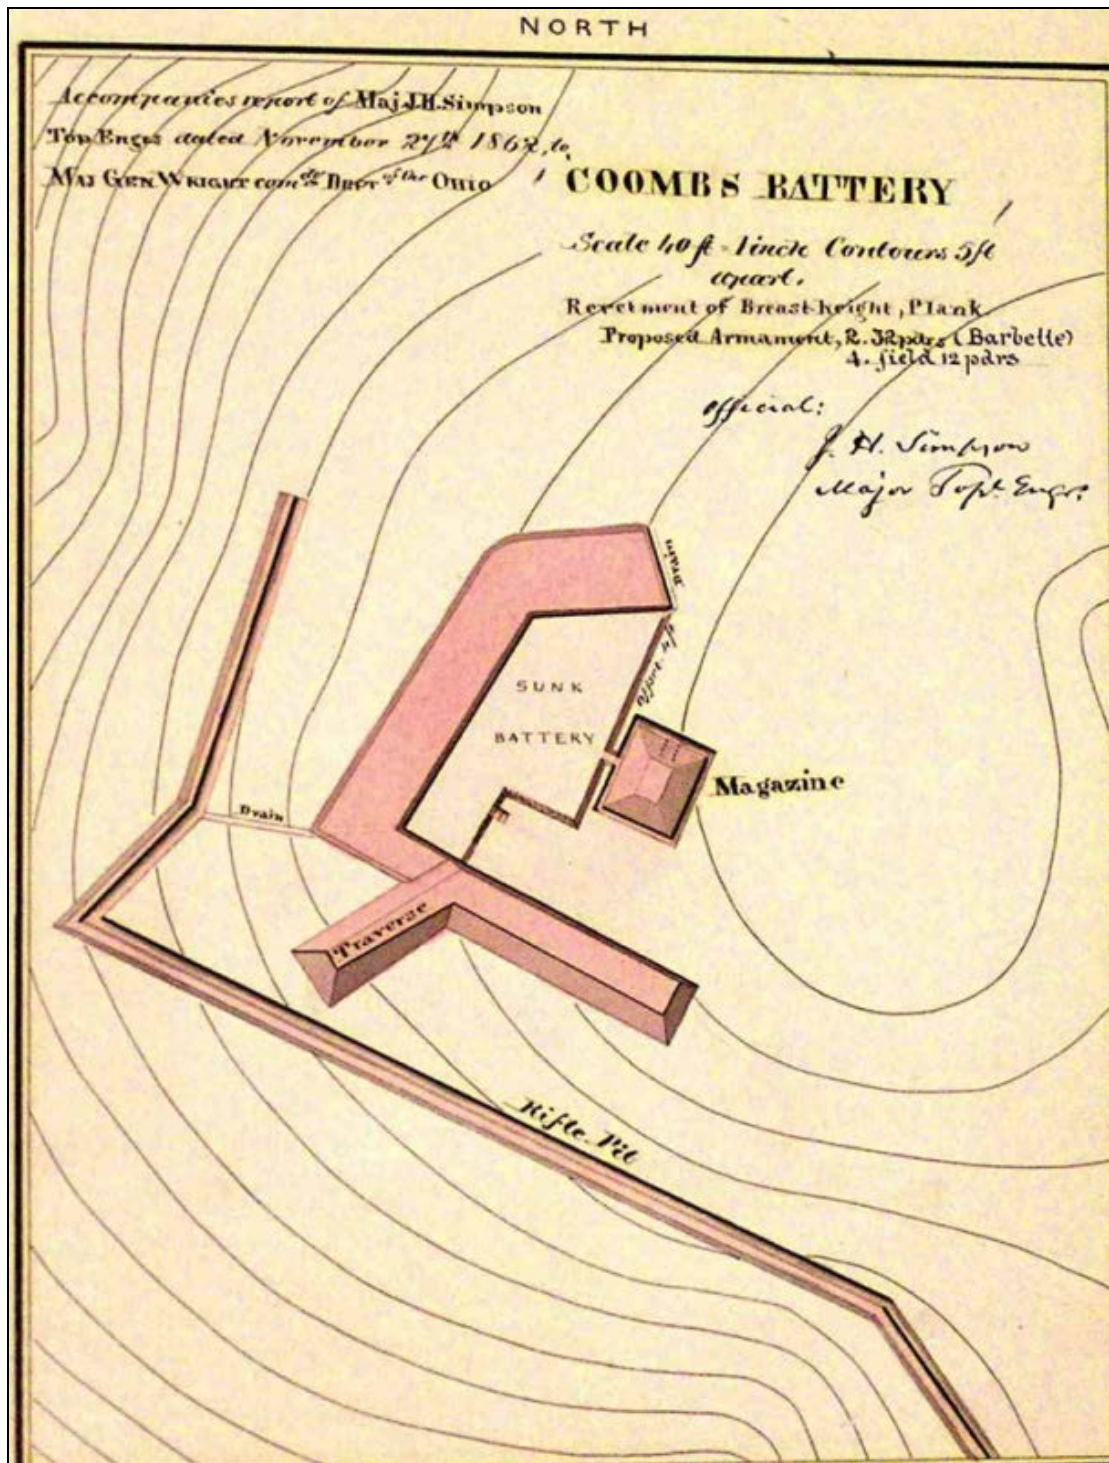 NORTH
Accompanies report of Maj J.H. Simpson
Top Engrs dated November 27th 1862, to
MAJ GEN WRIGHT comdg Dept of the OHIO
COOMBS BATTERY
Scale 40 ft = 1 inch Contours 5 ft
apart.
Revetment of Breast height, Plank
Proposed Armament, 2. 32 pdrs (Barbette)
4. field 12 pdrs
Official:
J. H. Simpson
Major Topl. Engrs.
Drain
SUNK
BATTERY
Magazine
Drain
Traverse
Rifle Pit